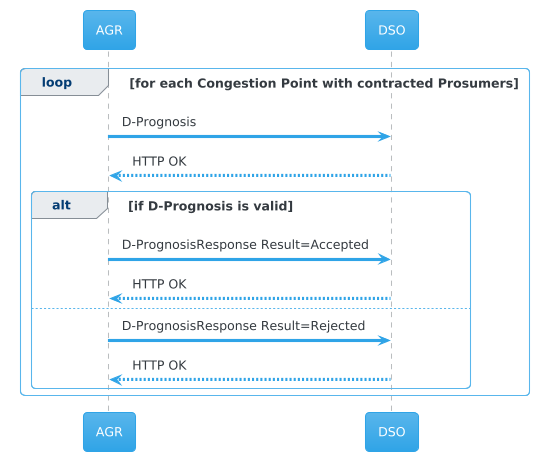 AGR DSO
loop [for each Congestion Point with contracted Prosumers]
D-Prognosis
HTTP OK
alt [if D-Prognosis is valid]
D-PrognosisResponse Result=Accepted
HTTP OK
D-PrognosisResponse Result=Rejected
HTTP OK
AGR DSO